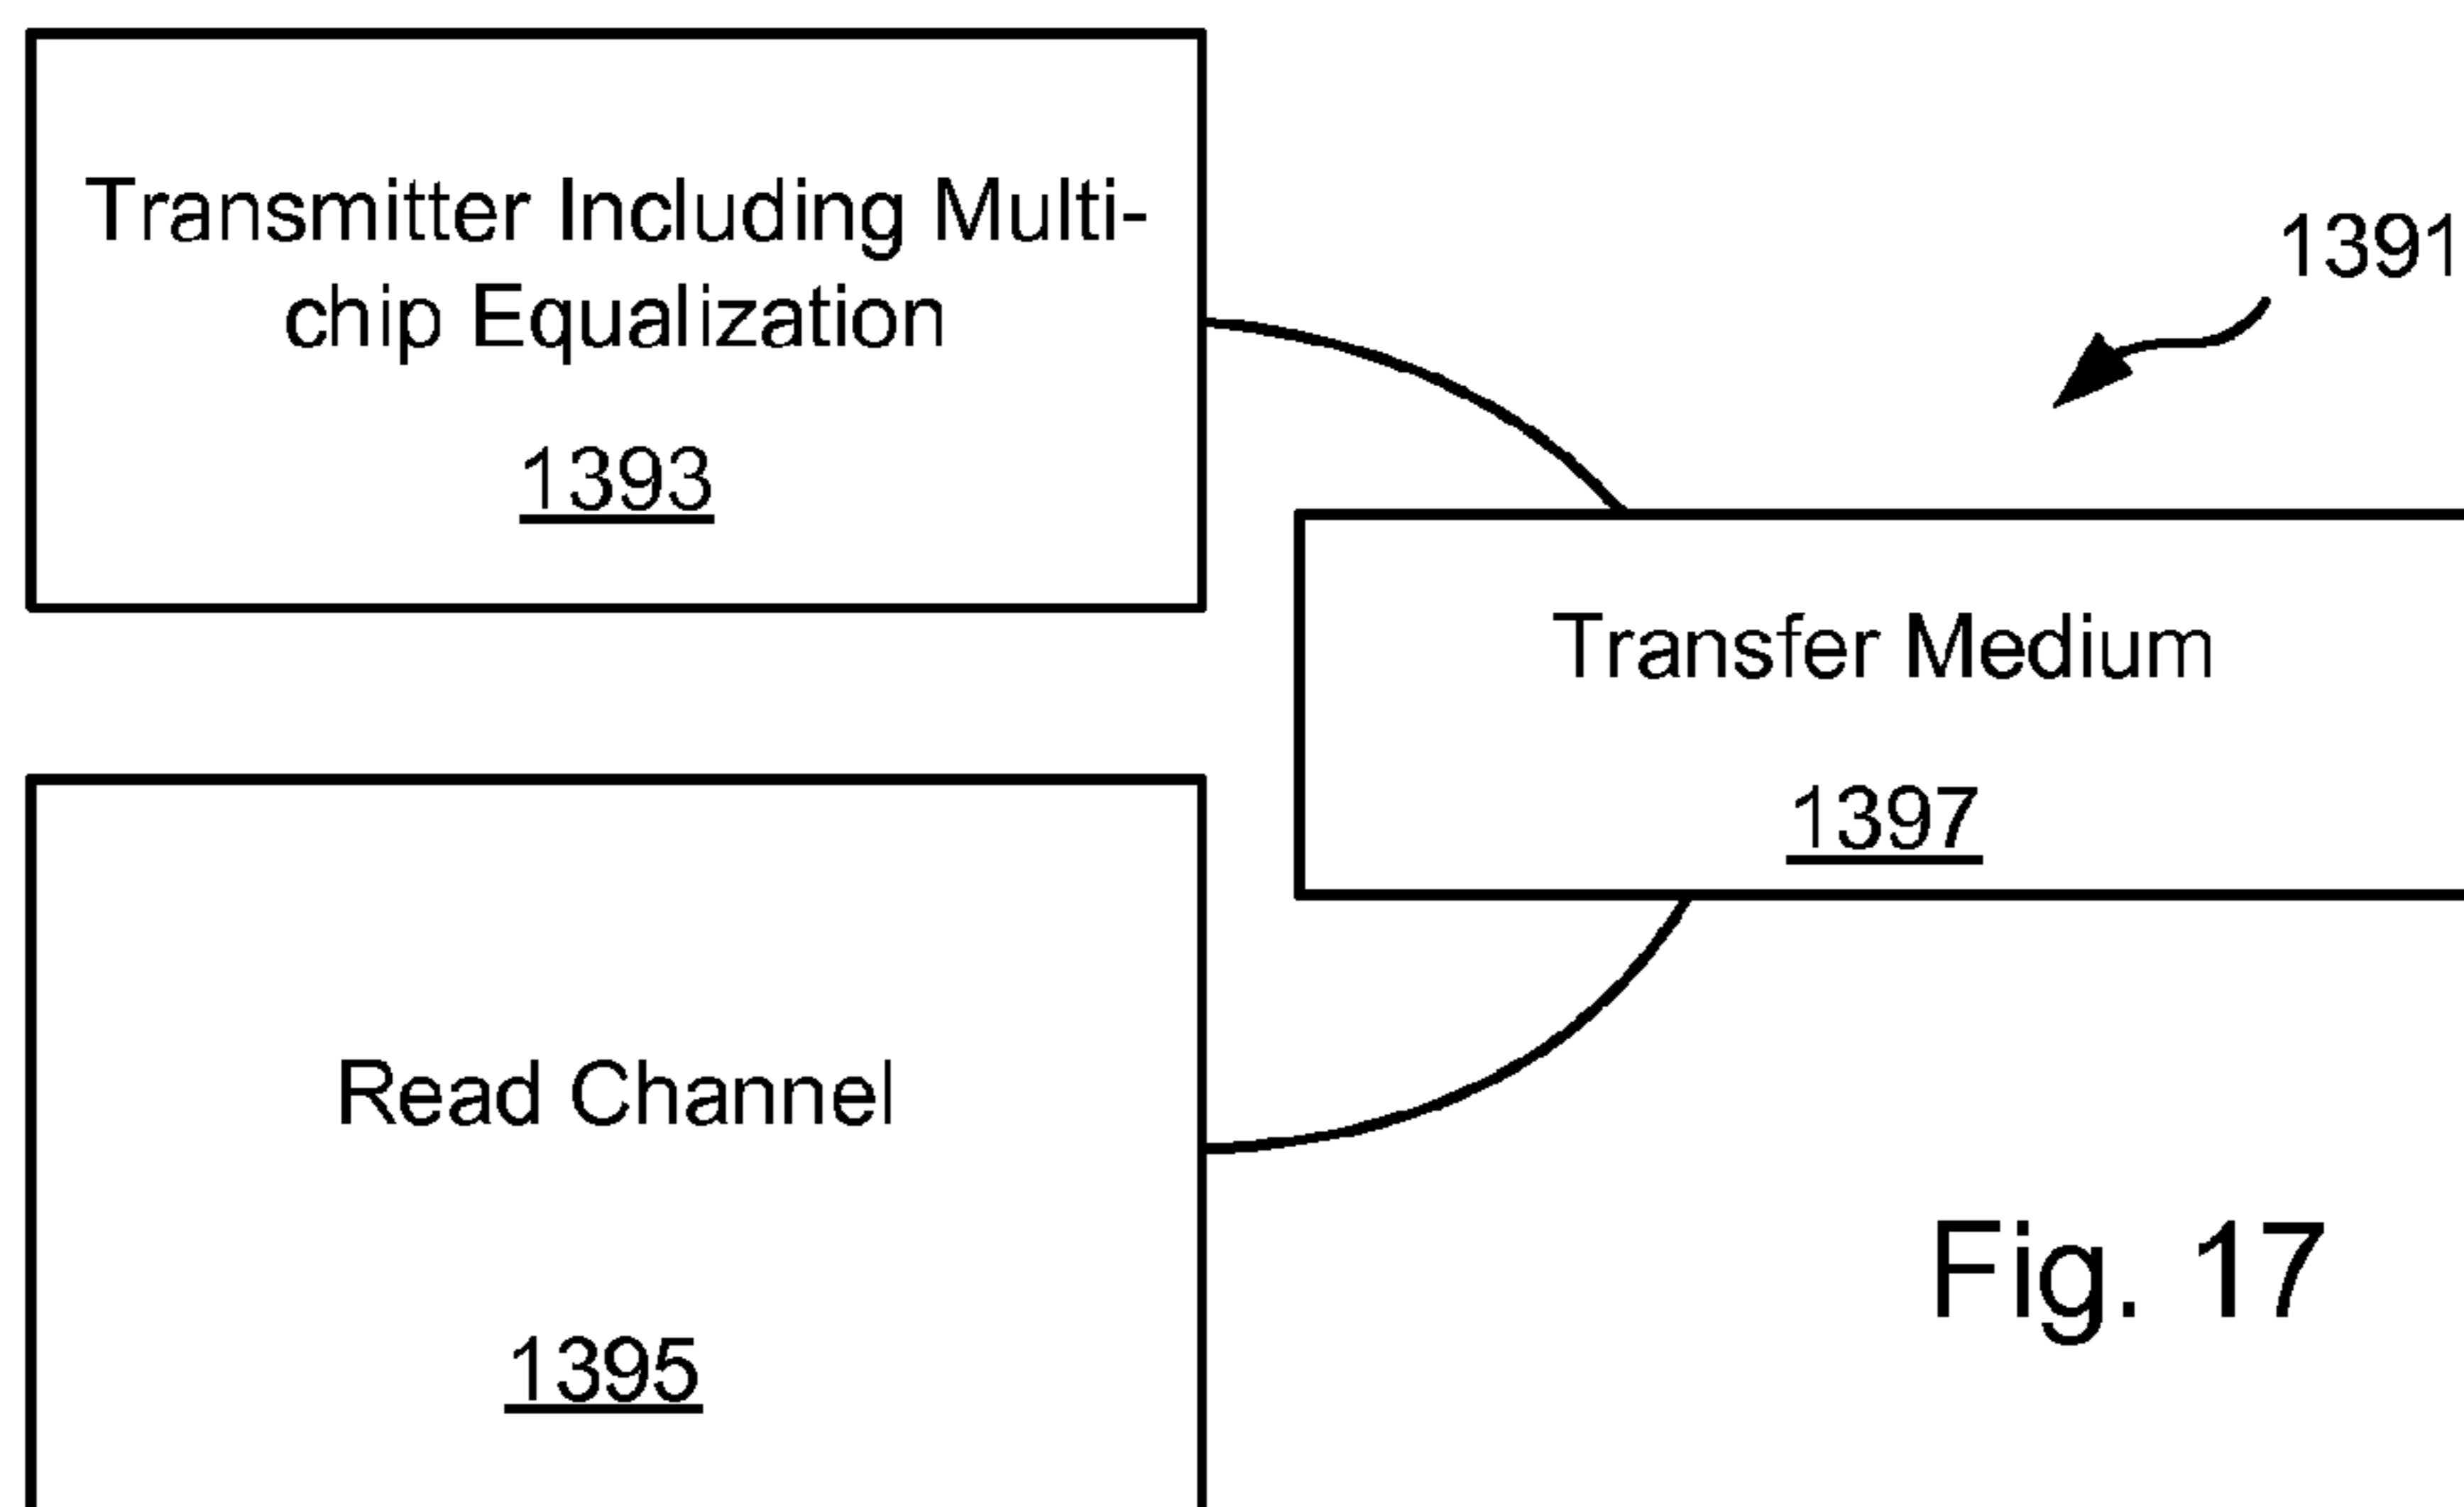 Transmitter Including Multi-
chip Equalization
1393
1391
Transfer Medium
1397
Read Channel
1395
Fig. 17